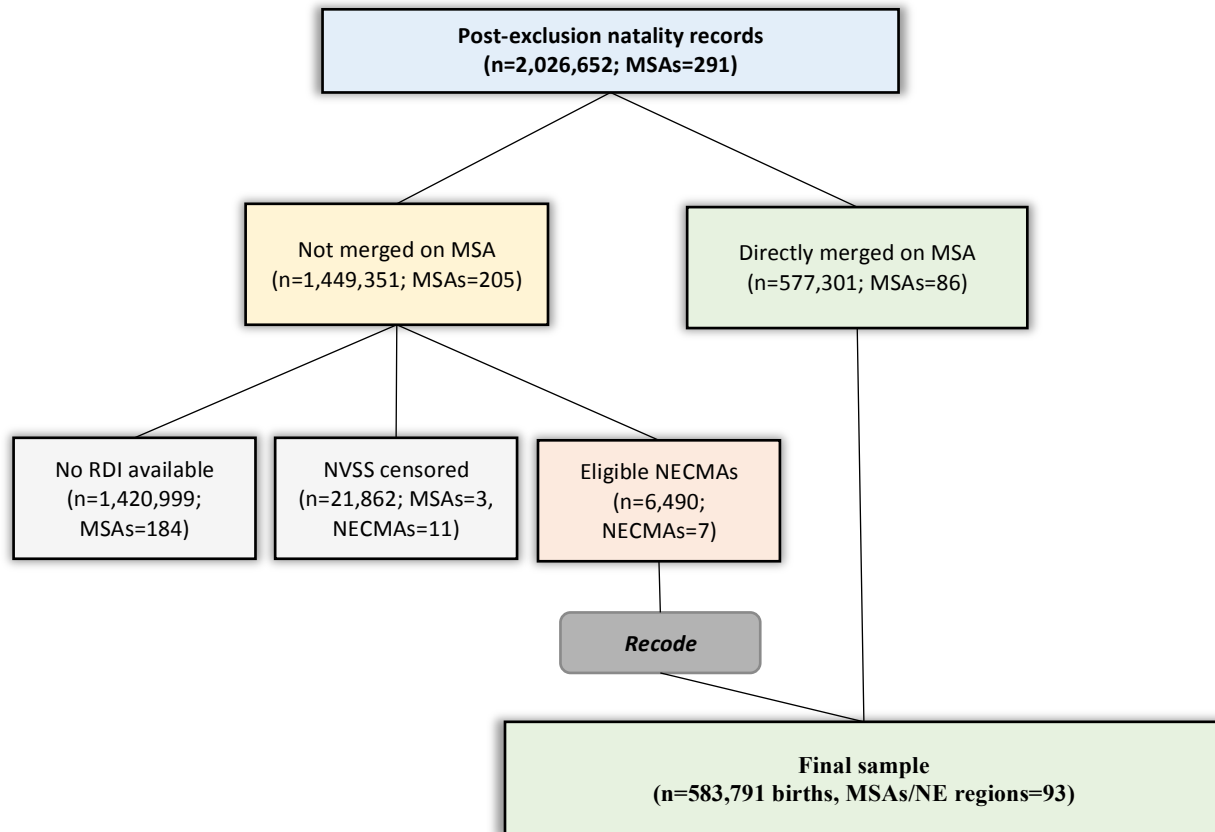 Post-exclusion natality records
(n=2,026,652; MSAs=291)
Not merged on MSA
(n=1,449,351; MSAs=205)
Directly merged on MSA
(n=577,301; MSAs=86)
No RDI available
(n=1,420,999;
MSAs=184)
NVSS censored
(n=21,862; MSAs=3,
NECMAs=11)
Eligible NECMAs
(n=6,490;
NECMAs=7)
Recode
Final sample
(n=583,791 births, MSAs/NE regions=93)